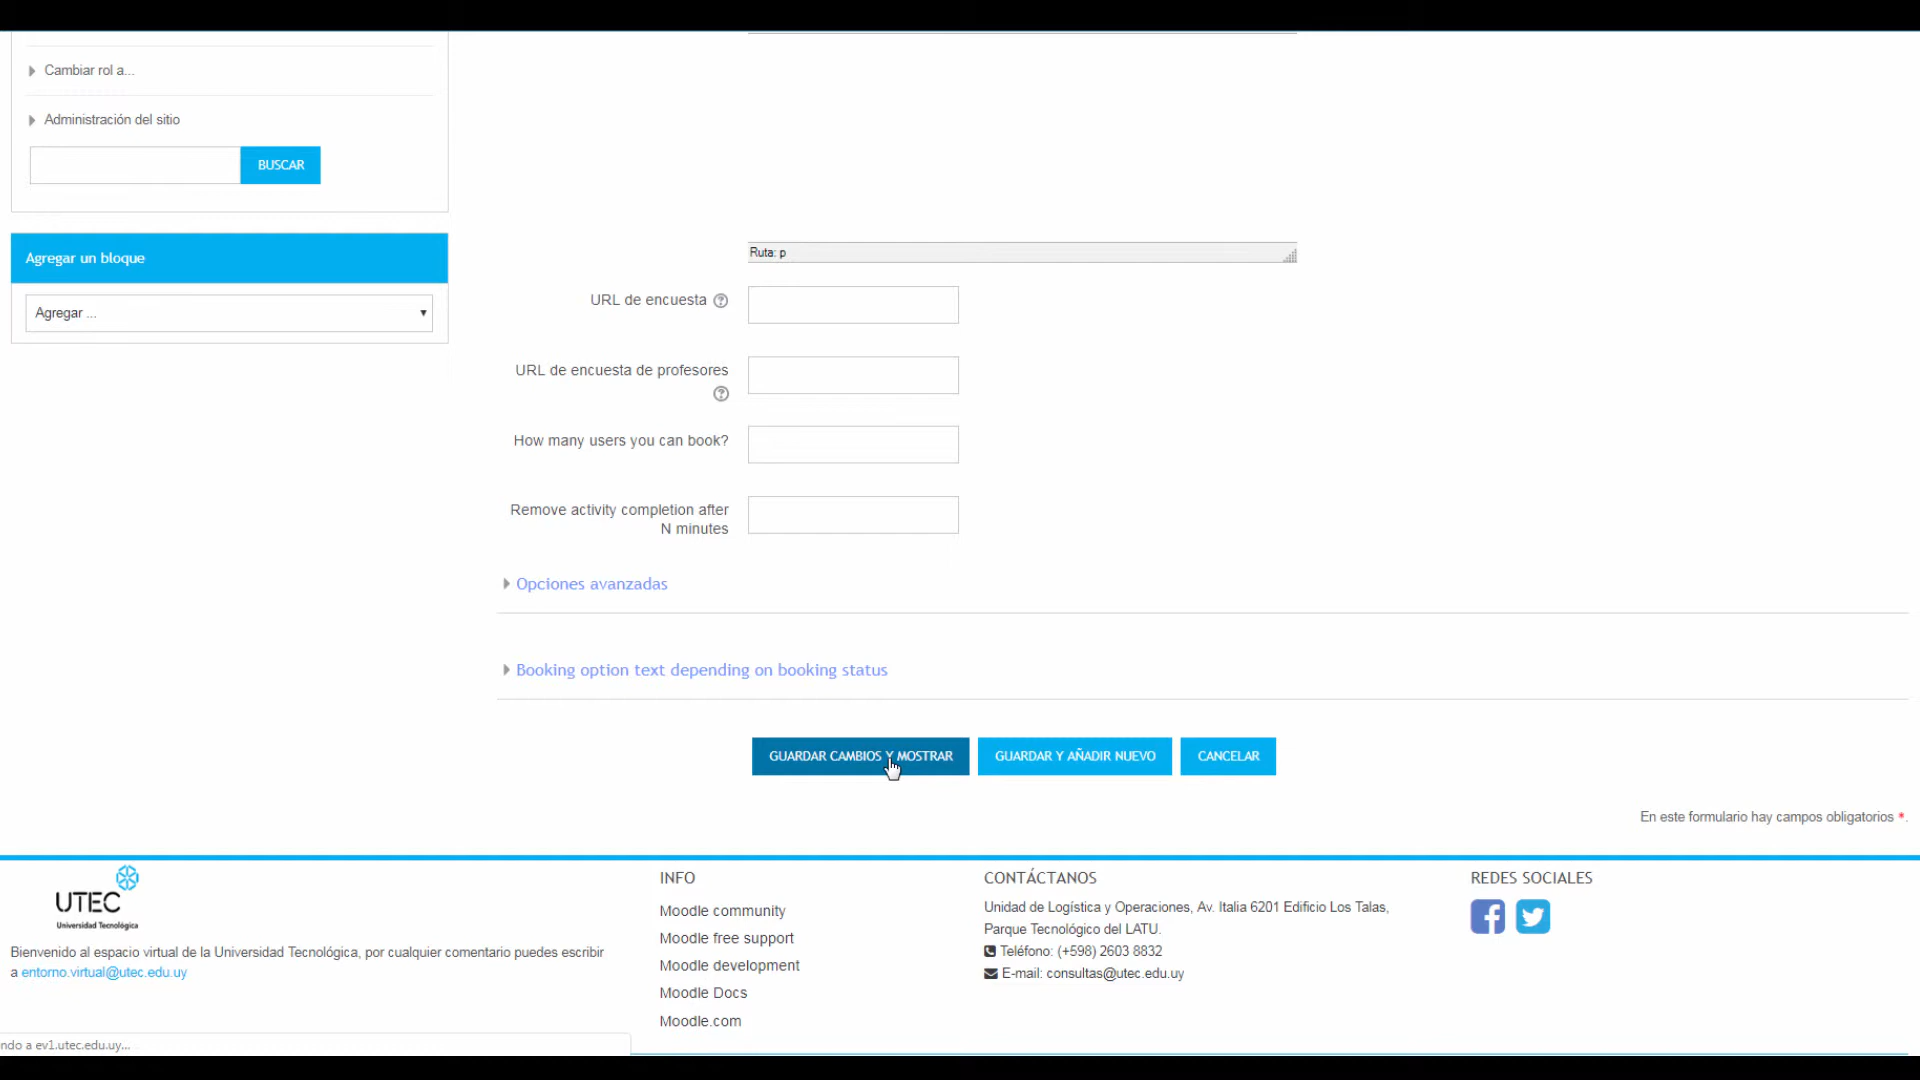 Cambiar rol a...
Administración del sitio
BUSCAR
Agregar un bloque
Agregar ...
Ruta: p
URL de encuesta
URL de encuesta de profesores
How many users you can book?
Remove activity completion after
N minutes
Opciones avanzadas
Booking option text depending on booking status
GUARDAR CAMBIOS Y MOSTRAR
GUARDAR Y AÑADIR NUEVO
CANCELAR
En este formulario hay campos obligatorios *.
UTEC
Universidad Tecnológica
Bienvenido al espacio virtual de la Universidad Tecnológica, por cualquier comentario puedes escribir
a entorno.virtual@utec.edu.uy
INFO
Moodle community
Moodle free support
Moodle development
Moodle Docs
Moodle.com
CONTÁCTANOS
Unidad de Logística y Operaciones, Av. Italia 6201 Edificio Los Talas,
Parque Tecnológico del LATU.
Teléfono: (+598) 2603 8832
E-mail: consultas@utec.edu.uy
REDES SOCIALES
ndo a ev1.utec.edu.uy...